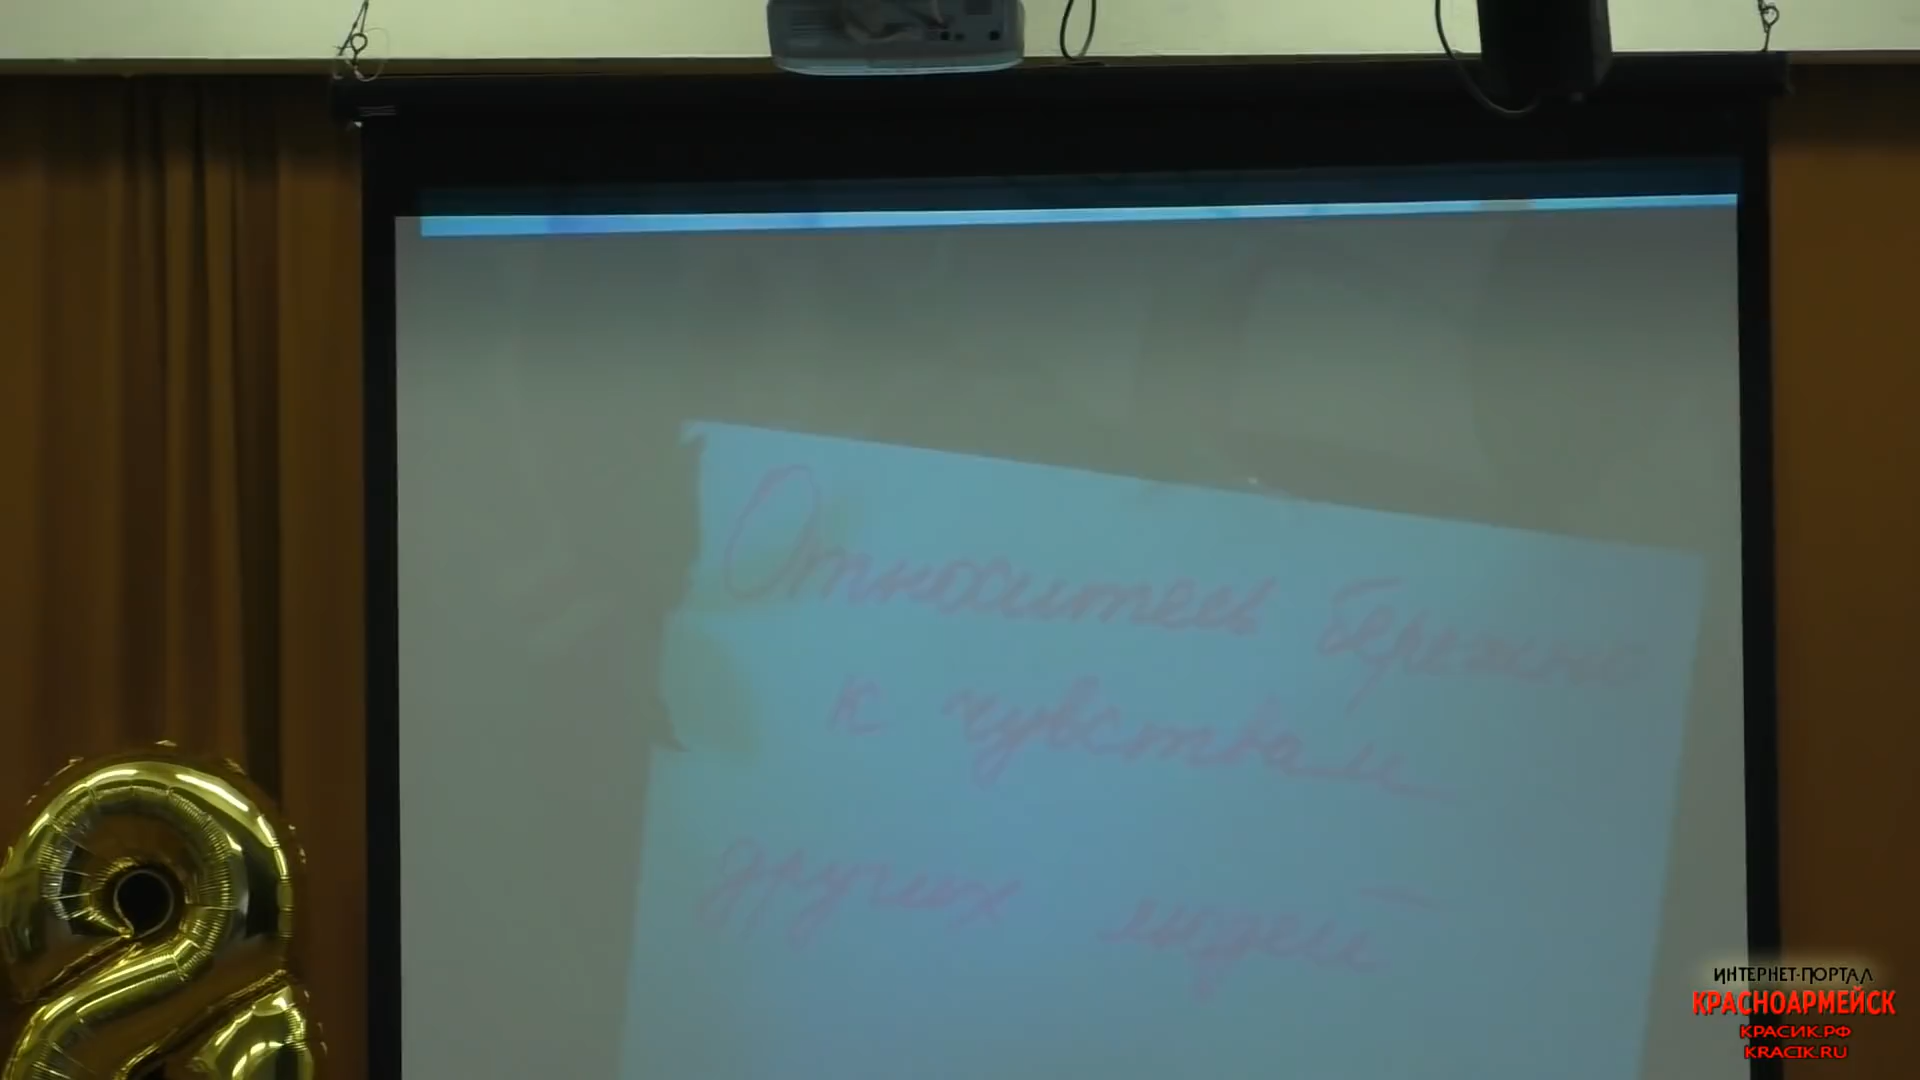 Относитесь бережно
к чувствам
других людей
ИНТЕРНЕТ-ПОРТАЛ
КРАСНОАРМЕЙСК
КРАСИК.РФ
KRACIK.RU